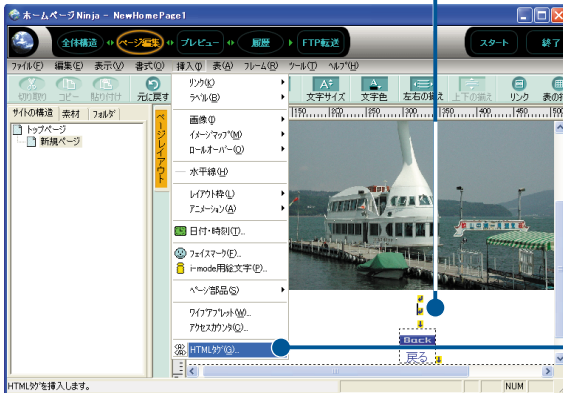 ホームページNinja - NewHomePage1
全体構造 ページ編集 プレビュー 履歴 FTP転送 スタート 終了
ファイル(F) 編集(E) 表示(V) 書式(O) 挿入(I) 表(A) フレーム(R) ツール(T) ヘルプ(H)
切り取り コピー 貼り付け 元に戻す 文字サイズ 文字色 左右の揃え 上下の揃え リンク 表の挿
サイトの構造 素材 フォルダ
トップページ
新規ページ
ページレイアウト
リンク(K)
ラベル(B)
画像(I)
イメージマップ(M)
ロールオーバー(O)
水平線(H)
レイアウト枠(L)
アニメーション(A)
日付・時刻(T)...
フェイスマーク(F)...
i-mode用絵文字(P)...
ページ部品(S)
ワイプアプレット(W)...
アクセスカウンタ(C)...
HTMLタグ(G)...
150 200 250 300 350 400 450 500
Back
戻る
HTMLタグを挿入します。
NUM